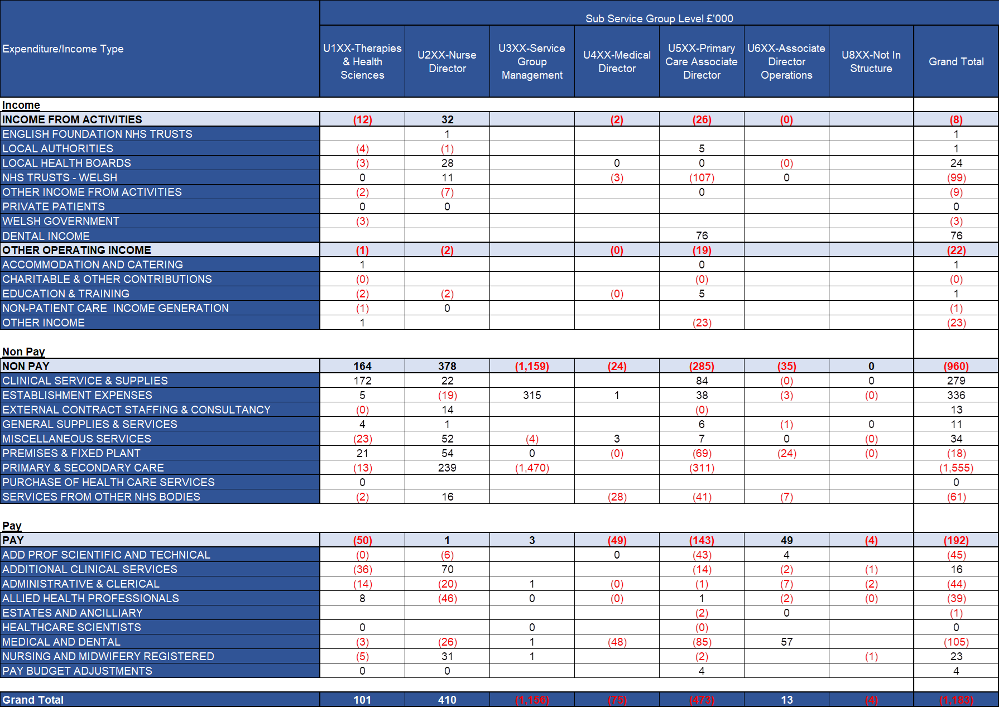 Sub Service Group Level £'000
Expenditure/Income Type U1XX-Therapies & Health Sciences U2XX-Nurse Director U3XX-Service Group Management U4XX-Medical Director U5XX-Primary Care Associate Director U6XX-Associate Director Operations U8XX-Not In Structure Grand Total
Income
INCOME FROM ACTIVITIES (12) 32 (2) (26) (0) (8)
ENGLISH FOUNDATION NHS TRUSTS 1 1
LOCAL AUTHORITIES (4) (1) 5 1
LOCAL HEALTH BOARDS (3) 28 0 0 (0) 24
NHS TRUSTS - WELSH 0 11 (3) (107) 0 (99)
OTHER INCOME FROM ACTIVITIES (2) (7) 0 (9)
PRIVATE PATIENTS 0 0 0
WELSH GOVERNMENT (3) (3)
DENTAL INCOME 76 76
OTHER OPERATING INCOME (1) (2) (0) (19) (22)
ACCOMMODATION AND CATERING 1 0 1
CHARITABLE & OTHER CONTRIBUTIONS (0) (0) (0)
EDUCATION & TRAINING (2) (2) (0) 5 1
NON-PATIENT CARE  INCOME GENERATION (1) 0 (1)
OTHER INCOME 1 (23) (23)
Non Pay
NON PAY 164 378 (1,159) (24) (285) (35) 0 (960)
CLINICAL SERVICE & SUPPLIES 172 22 84 (0) 0 279
ESTABLISHMENT EXPENSES 5 (19) 315 1 38 (3) (0) 336
EXTERNAL CONTRACT STAFFING & CONSULTANCY (0) 14 (0) 13
GENERAL SUPPLIES & SERVICES 4 1 6 (1) 0 11
MISCELLANEOUS SERVICES (23) 52 (4) 3 7 0 (0) 34
PREMISES & FIXED PLANT 21 54 0 (0) (69) (24) (0) (18)
PRIMARY & SECONDARY CARE (13) 239 (1,470) (311) (1,555)
PURCHASE OF HEALTH CARE SERVICES 0 0
SERVICES FROM OTHER NHS BODIES (2) 16 (28) (41) (7) (61)
Pay
PAY (50) 1 3 (49) (143) 49 (4) (192)
ADD PROF SCIENTIFIC AND TECHNICAL (0) (6) 0 (43) 4 (45)
ADDITIONAL CLINICAL SERVICES (36) 70 (14) (2) (1) 16
ADMINISTRATIVE & CLERICAL (14) (20) 1 (0) (1) (7) (2) (44)
ALLIED HEALTH PROFESSIONALS 8 (46) 0 (0) 1 (2) (0) (39)
ESTATES AND ANCILLIARY (2) 0 (1)
HEALTHCARE SCIENTISTS 0 0 (0) 0
MEDICAL AND DENTAL (3) (26) 1 (48) (85) 57 (105)
NURSING AND MIDWIFERY REGISTERED (5) 31 1 (2) (1) 23
PAY BUDGET ADJUSTMENTS 0 0 4 4
Grand Total 101 410 (1,156) (75) (473) 13 (4) (1,183)